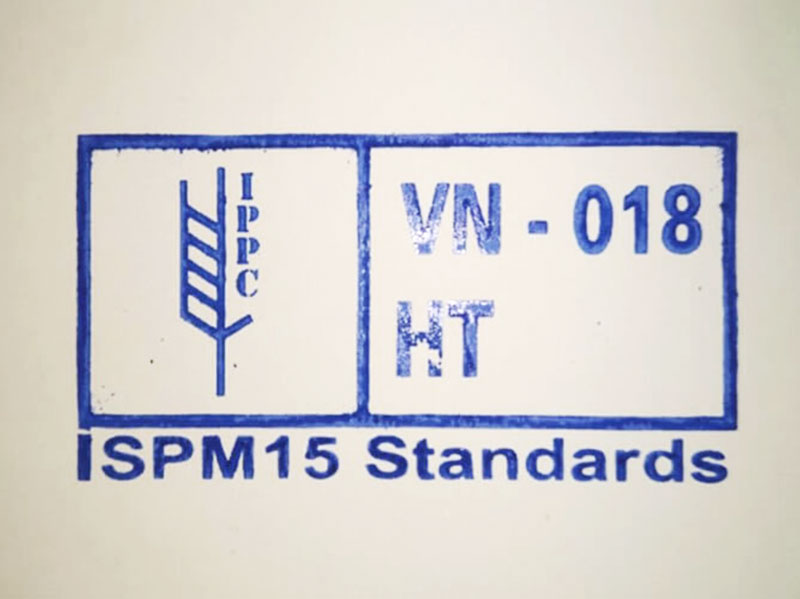 IPPC
VN - 018
HT
ISPM15 Standards